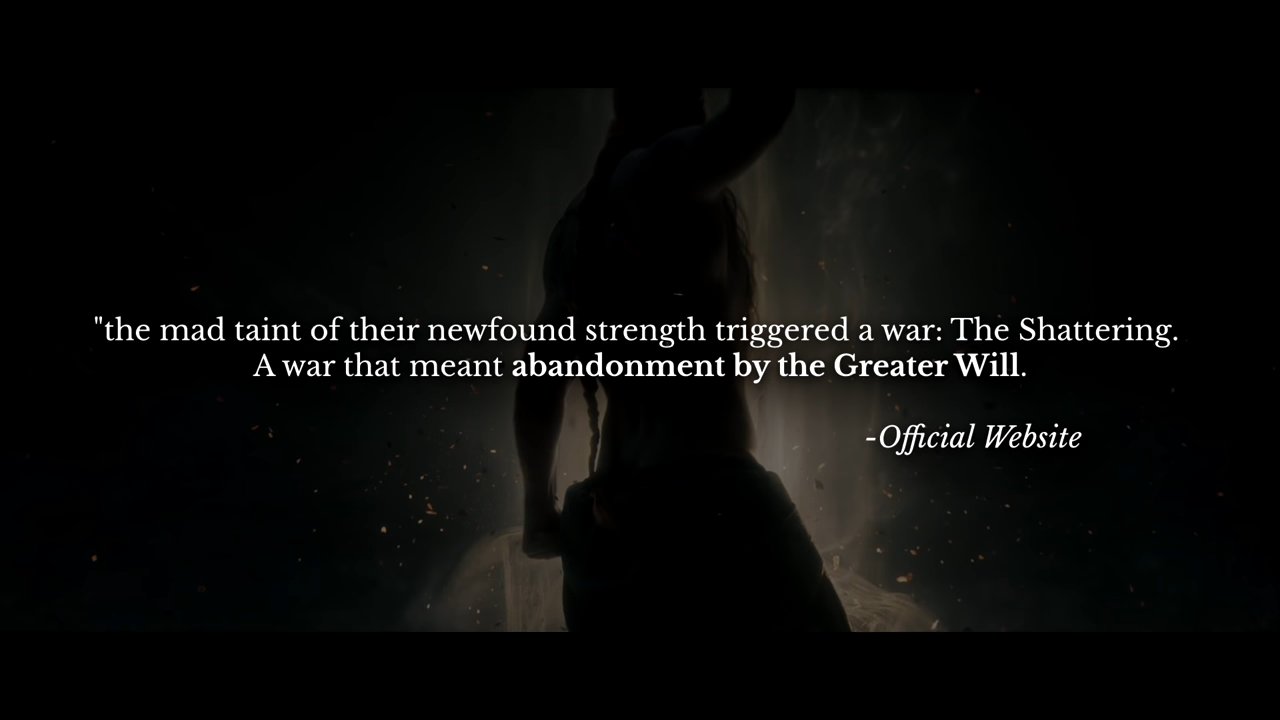 "the mad taint of their newfound strength triggered a war: The Shattering.
A war that meant abandonment by the Greater Will.
-Official Website